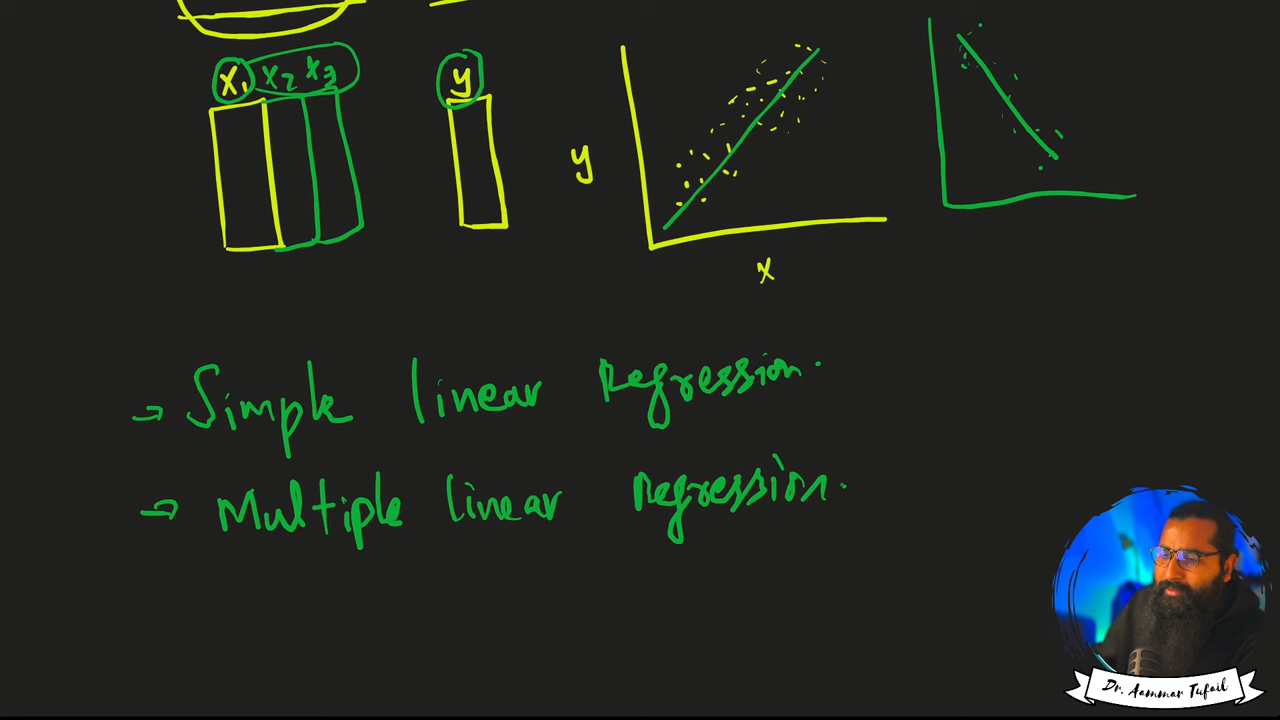 x₁ x₂ x₃
y
y
x
→ Simple linear Regression.
→ Multiple linear Regression.
Dr. Aammar Tufail